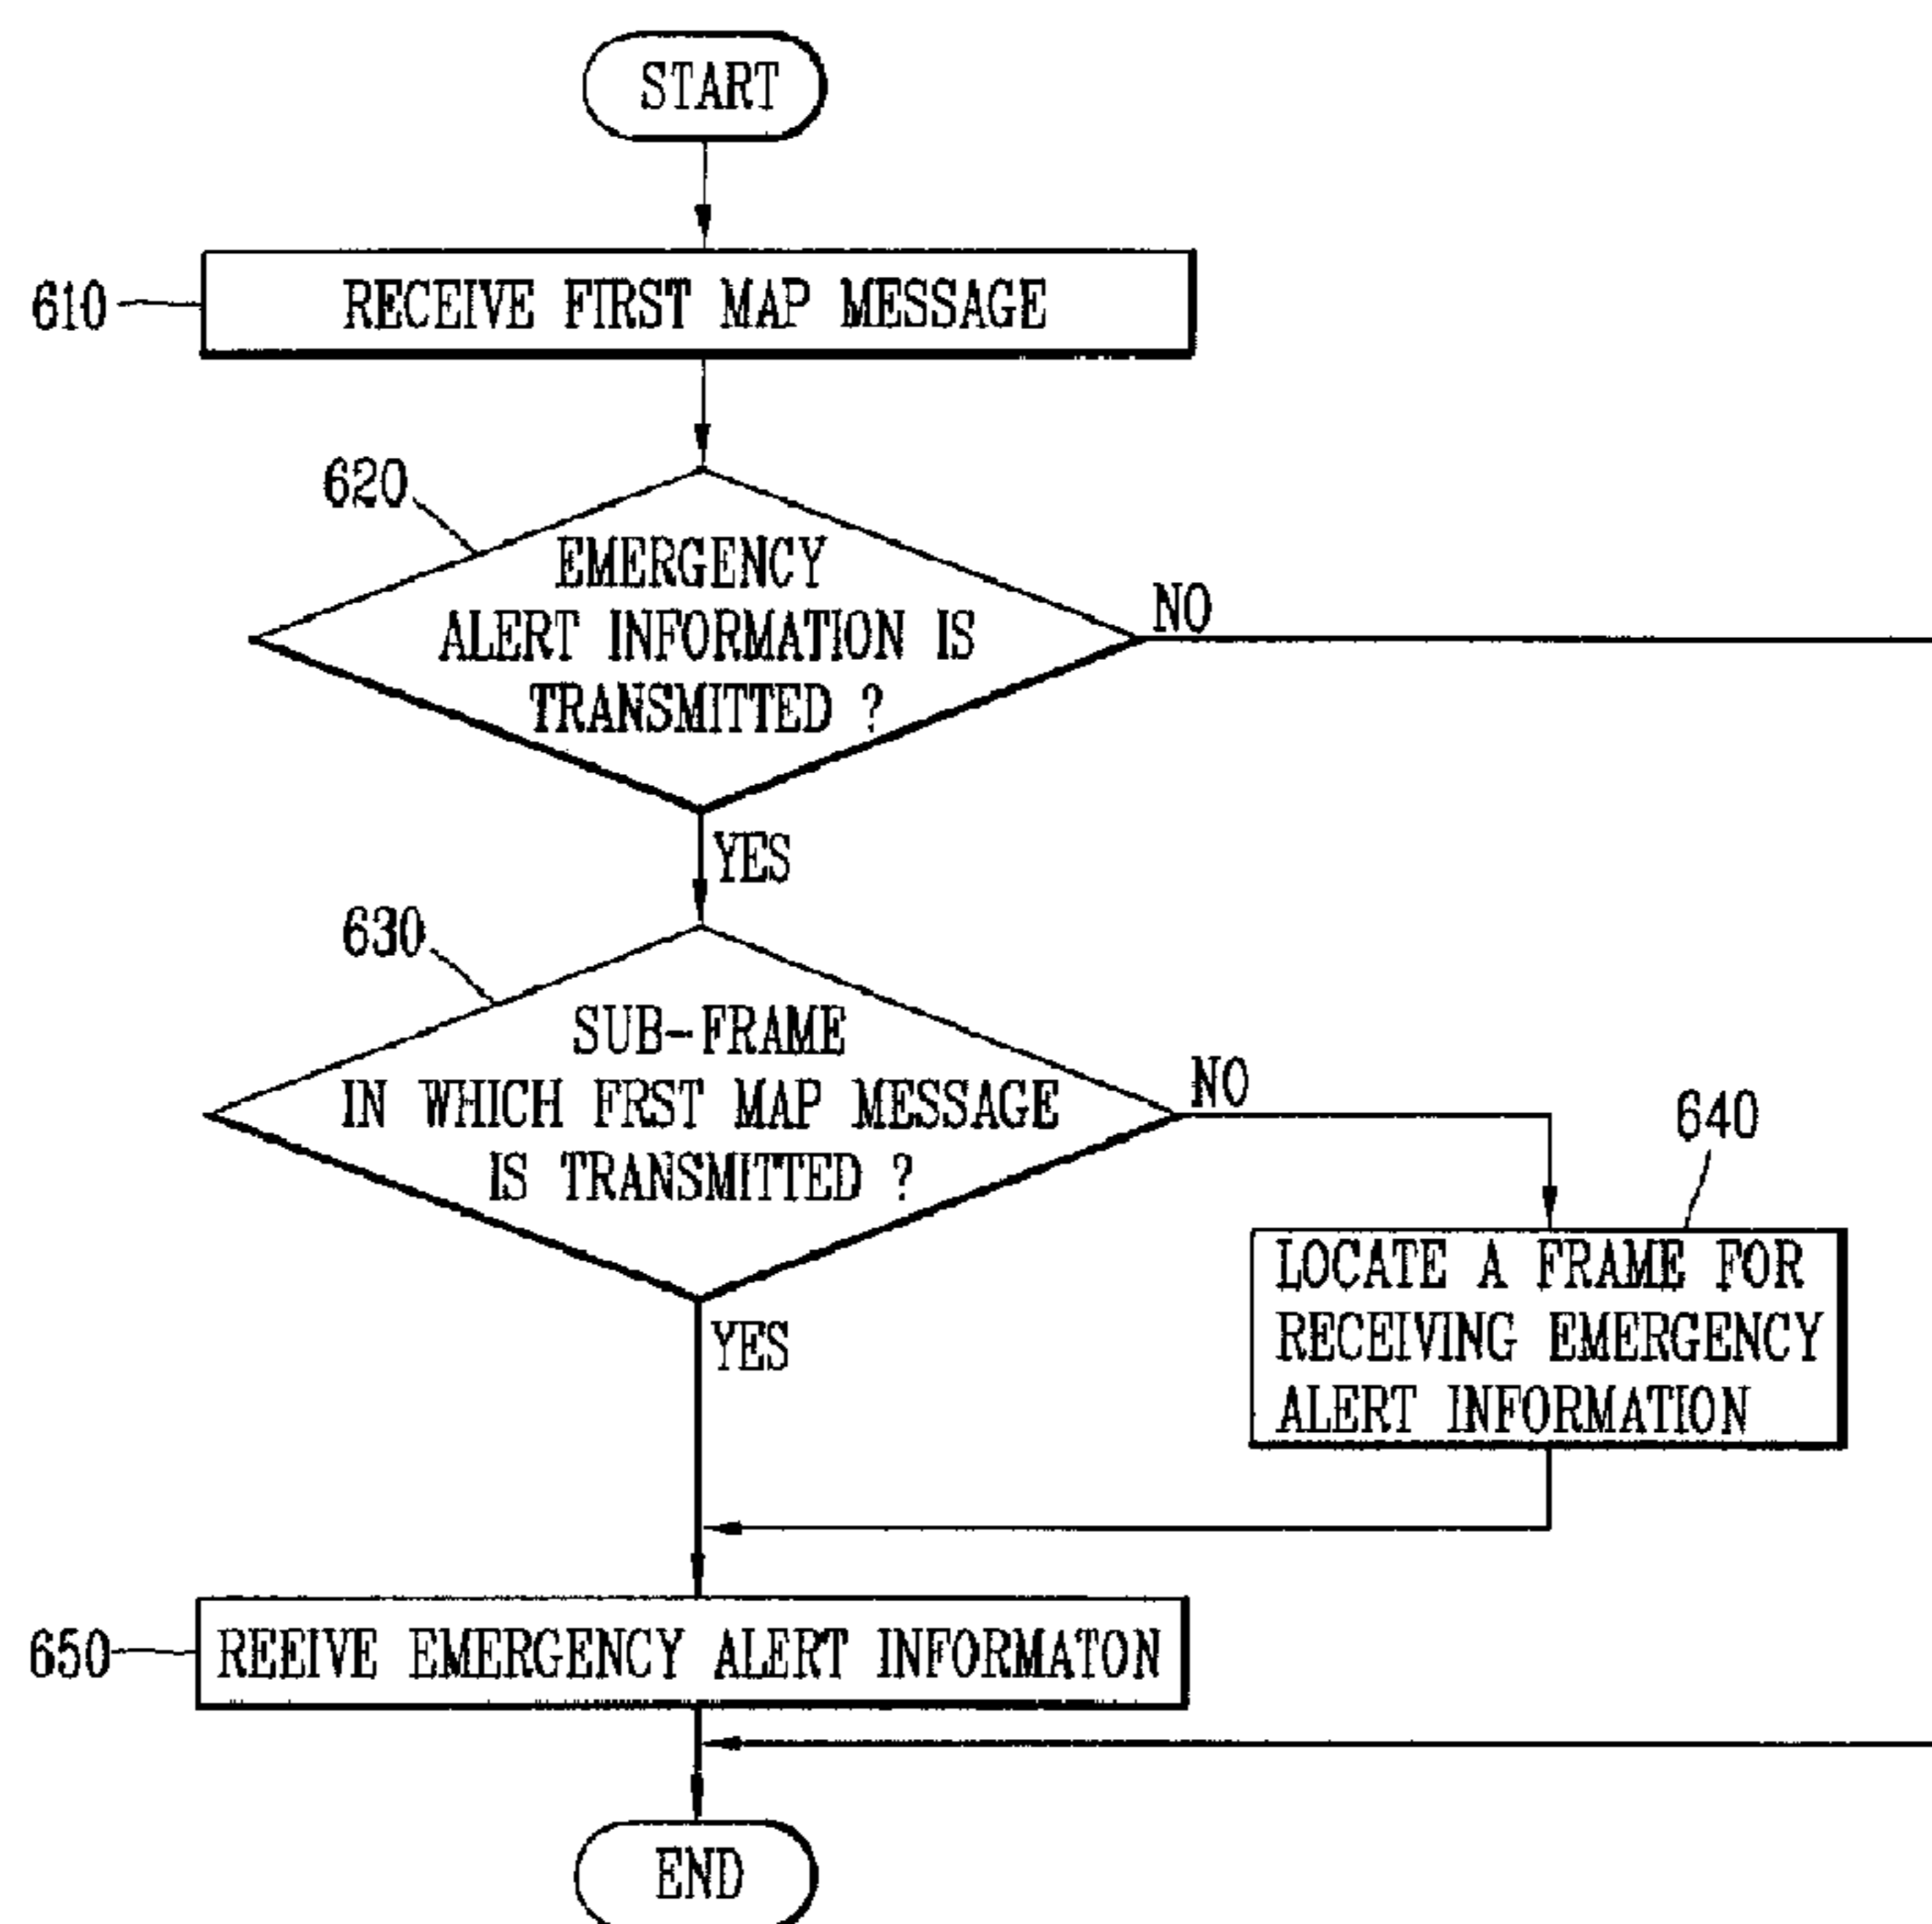 START
610
RECEIVE FIRST MAP MESSAGE
620
EMERGENCY
ALERT INFORMATION IS
TRANSMITTED ?
NO
YES
630
SUB-FRAME
IN WHICH FRST MAP MESSAGE
IS TRANSMITTED ?
NO
640
LOCATE A FRAME FOR
RECEIVING EMERGENCY
ALERT INFORMATION
YES
650
REEIVE EMERGENCY ALERT INFORMATON
END